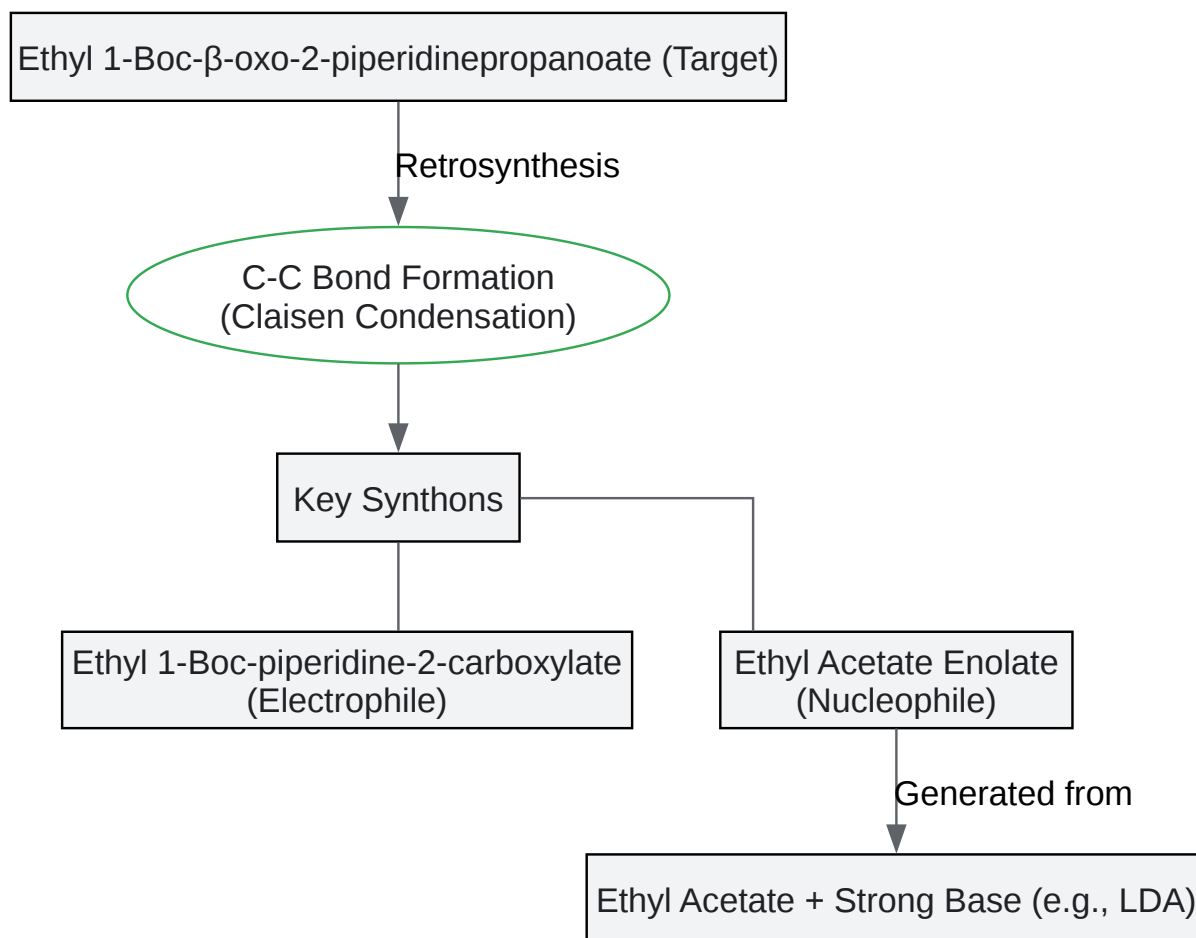 Ethyl 1-Boc-β-oxo-2-piperidinepropanoate (Target)
Retrosynthesis
C-C Bond Formation
(Claisen Condensation)
Key Synthons
Ethyl 1-Boc-piperidine-2-carboxylate
(Electrophile)
Ethyl Acetate Enolate
(Nucleophile)
Generated from
Ethyl Acetate + Strong Base (e.g., LDA)